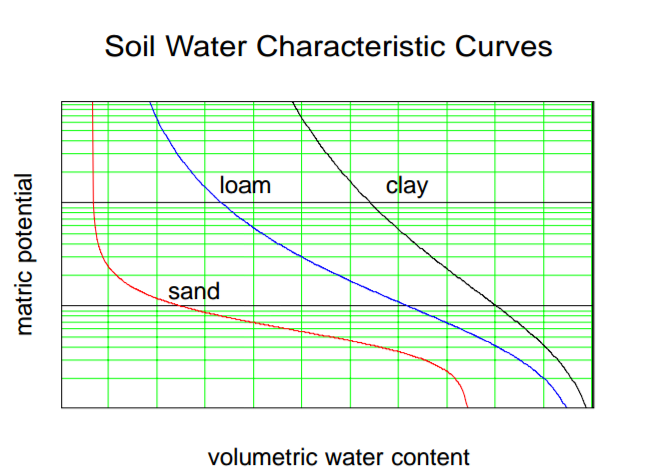 Soil Water Characteristic Curves
matric potential
loam
clay
sand
volumetric water content